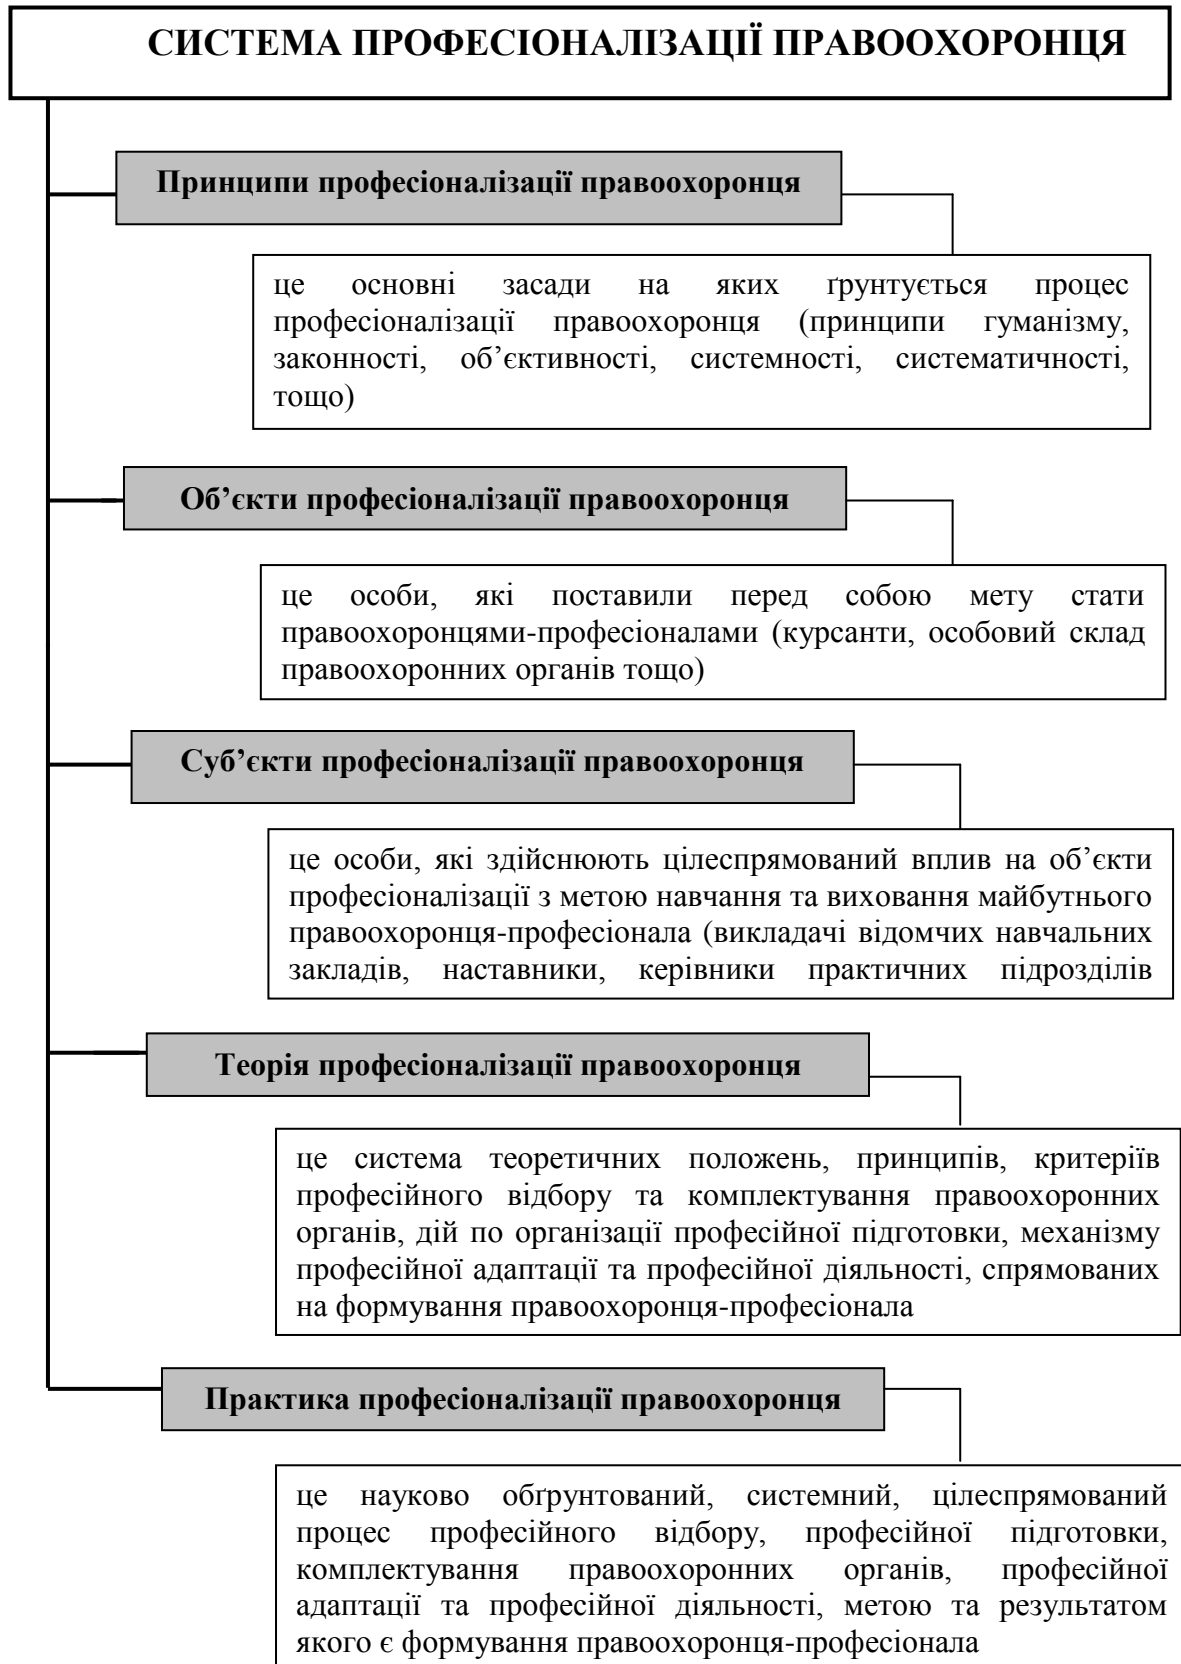 СИСТЕМА ПРОФЕСІОНАЛІЗАЦІЇ ПРАВООХОРОНЦЯ
Принципи професіоналізації правоохоронця
це основні засади на яких ґрунтується процес
професіоналізації правоохоронця (принципи гуманізму,
законності, об’єктивності, системності, систематичності,
тощо)
Об’єкти професіоналізації правоохоронця
це особи, які поставили перед собою мету стати
правоохоронцями-професіоналами (курсанти, особовий склад
правоохоронних органів тощо)
Суб’єкти професіоналізації правоохоронця
це особи, які здійснюють цілеспрямований вплив на об’єкти
професіоналізації з метою навчання та виховання майбутнього
правоохоронця-професіонала (викладачі відомчих навчальних
закладів, наставники, керівники практичних підрозділів
Теорія професіоналізації правоохоронця
це система теоретичних положень, принципів, критеріїв
професійного відбору та комплектування правоохоронних
органів, дій по організації професійної підготовки, механізму
професійної адаптації та професійної діяльності, спрямованих
на формування правоохоронця-професіонала
Практика професіоналізації правоохоронця
це науково обґрунтований, системний, цілеспрямований
процес професійного відбору, професійної підготовки,
комплектування правоохоронних органів, професійної
адаптації та професійної діяльності, метою та результатом
якого є формування правоохоронця-професіонала